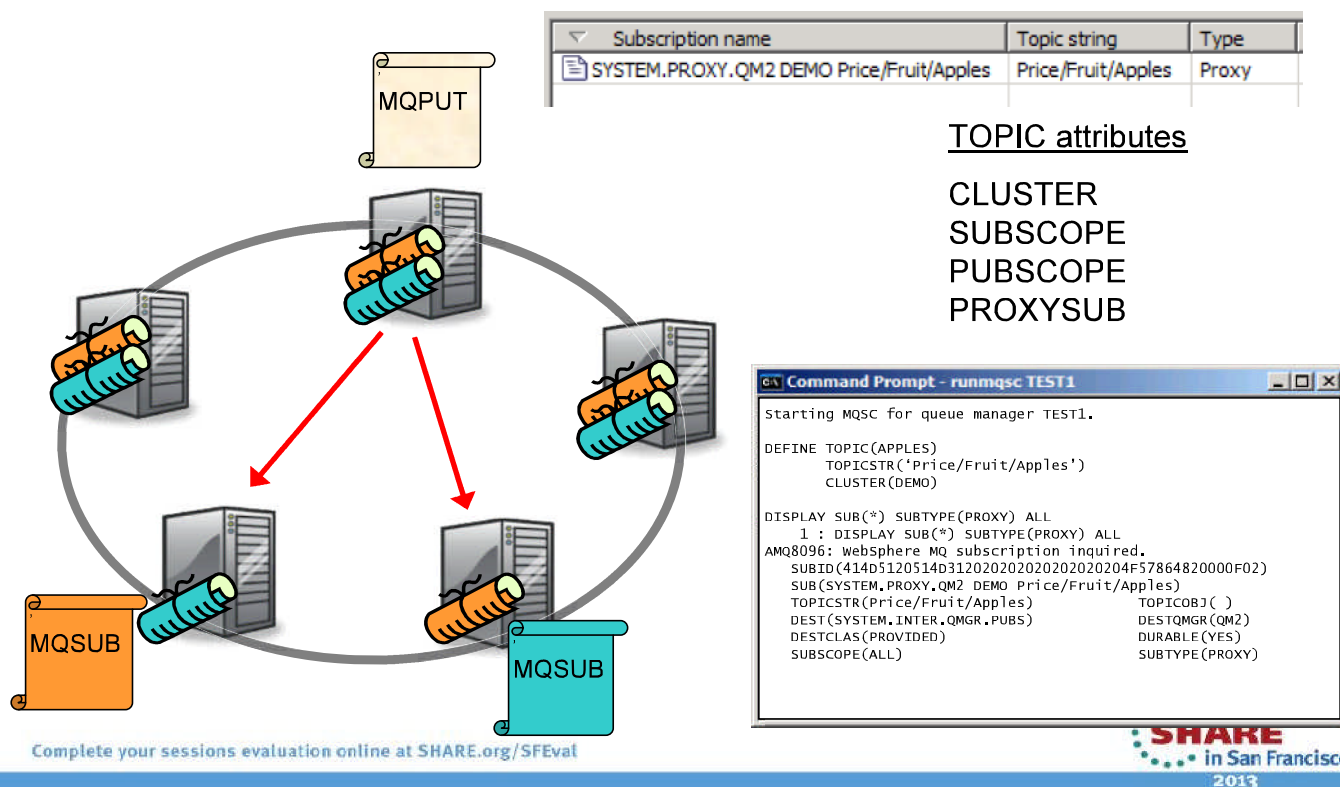 Subscription name Topic string Type
SYSTEM.PROXY.QM2 DEMO Price/Fruit/Apples Price/Fruit/Apples Proxy
MQPUT
TOPIC attributes
CLUSTER
SUBSCOPE
PUBSCOPE
PROXYSUB
MQSUB
MQSUB
Command Prompt - runmqsc TEST1
Starting MQSC for queue manager TEST1.
DEFINE TOPIC(APPLES)
TOPICSTR(‘Price/Fruit/Apples’)
CLUSTER(DEMO)
DISPLAY SUB(*) SUBTYPE(PROXY) ALL
1 : DISPLAY SUB(*) SUBTYPE(PROXY) ALL
AMQ8096: WebSphere MQ subscription inquired.
SUBID(414D5120514D312020202020202020204F57864820000F02)
SUB(SYSTEM.PROXY.QM2 DEMO Price/Fruit/Apples)
TOPICSTR(Price/Fruit/Apples) TOPICOBJ( )
DEST(SYSTEM.INTER.QMGR.PUBS) DESTQMGR(QM2)
DESTCLAS(PROVIDED) DURABLE(YES)
SUBSCOPE(ALL) SUBTYPE(PROXY)
Complete your sessions evaluation online at SHARE.org/SFEval
SHARE
in San Francisc
2013